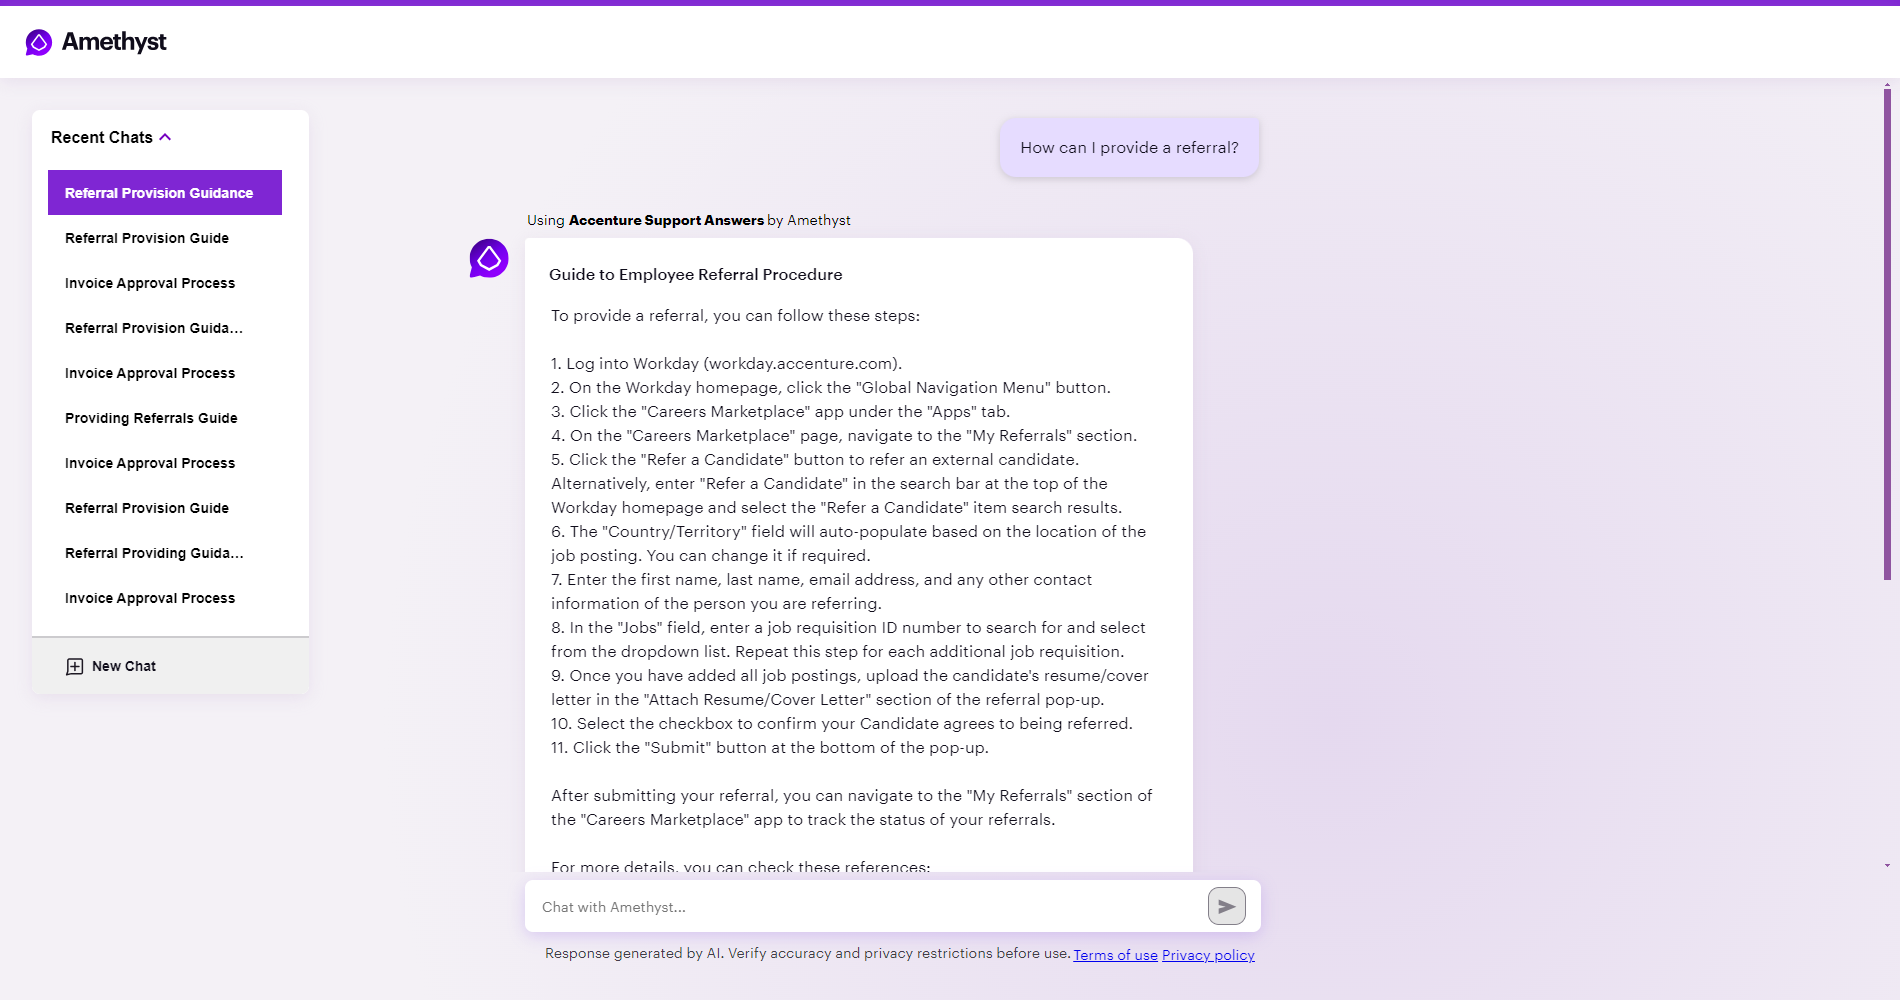 Amethyst
Recent Chats
Referral Provision Guidance
Referral Provision Guide
Invoice Approval Process
Referral Provision Guida...
Invoice Approval Process
Providing Referrals Guide
Invoice Approval Process
Referral Provision Guide
Referral Providing Guida...
Invoice Approval Process
New Chat
How can I provide a referral?
Using Accenture Support Answers by Amethyst
Guide to Employee Referral Procedure
To provide a referral, you can follow these steps:
1. Log into Workday (workday.accenture.com).
2. On the Workday homepage, click the "Global Navigation Menu" button.
3. Click the "Careers Marketplace" app under the "Apps" tab.
4. On the "Careers Marketplace" page, navigate to the "My Referrals" section.
5. Click the "Refer a Candidate" button to refer an external candidate.
Alternatively, enter "Refer a Candidate" in the search bar at the top of the
Workday homepage and select the "Refer a Candidate" item search results.
6. The "Country/Territory" field will auto-populate based on the location of the
job posting. You can change it if required.
7. Enter the first name, last name, email address, and any other contact
information of the person you are referring.
8. In the "Jobs" field, enter a job requisition ID number to search for and select
from the dropdown list. Repeat this step for each additional job requisition.
9. Once you have added all job postings, upload the candidate's resume/cover
letter in the "Attach Resume/Cover Letter" section of the referral pop-up.
10. Select the checkbox to confirm your Candidate agrees to being referred.
11. Click the "Submit" button at the bottom of the pop-up.
After submitting your referral, you can navigate to the "My Referrals" section of
the "Careers Marketplace" app to track the status of your referrals.
For more details, you can check these references:
Chat with Amethyst...
Response generated by AI. Verify accuracy and privacy restrictions before use. Terms of use Privacy policy